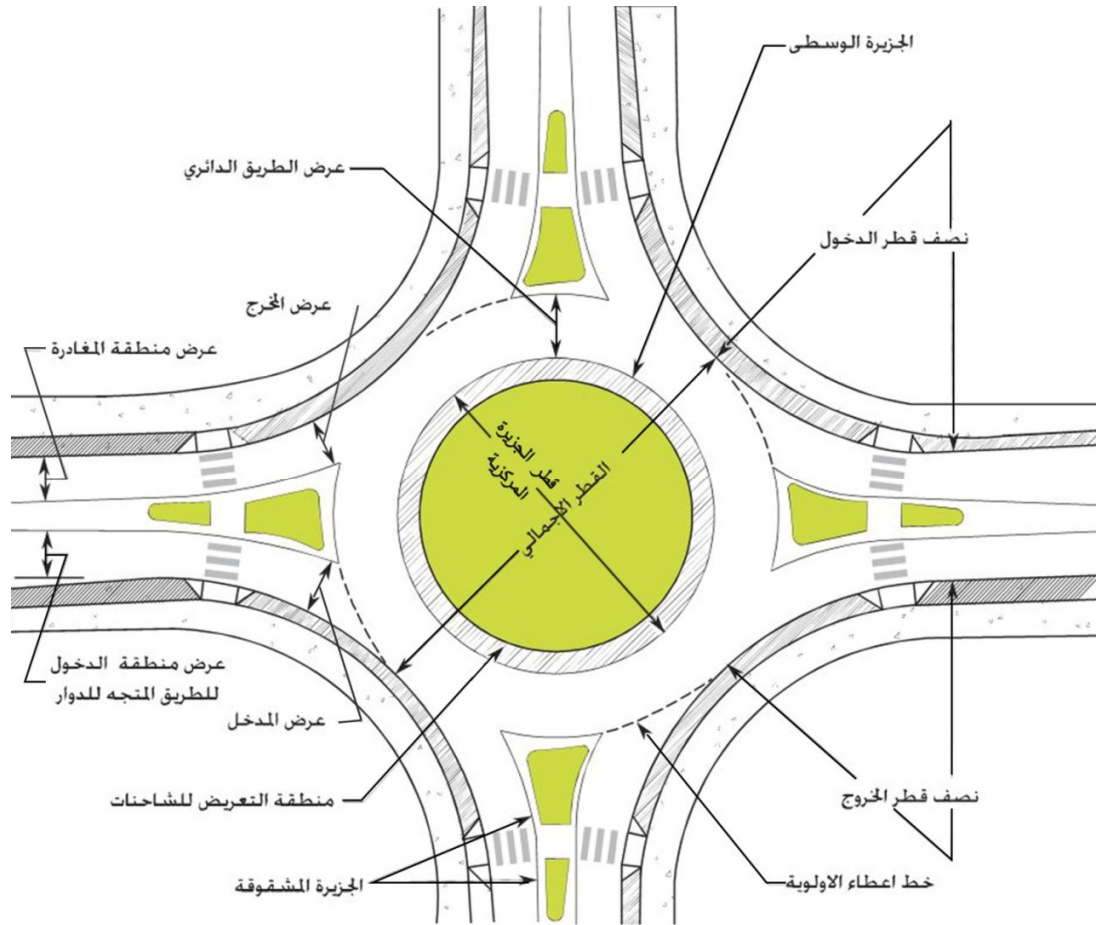 الجزيرة الوسطى
عرض الطريق الدائري
نصف قطر الدخول
عرض المخرج
عرض منطقة المغادرة
قطر الجزيرة
المركزية
القطر الاجمالي
عرض منطقة الدخول
للطريق المتجه للدوار
عرض المدخل
منطقة التعريض للشاحنات
نصف قطر الخروج
الجزيرة المشقوقة
خط اعطاء الاولوية